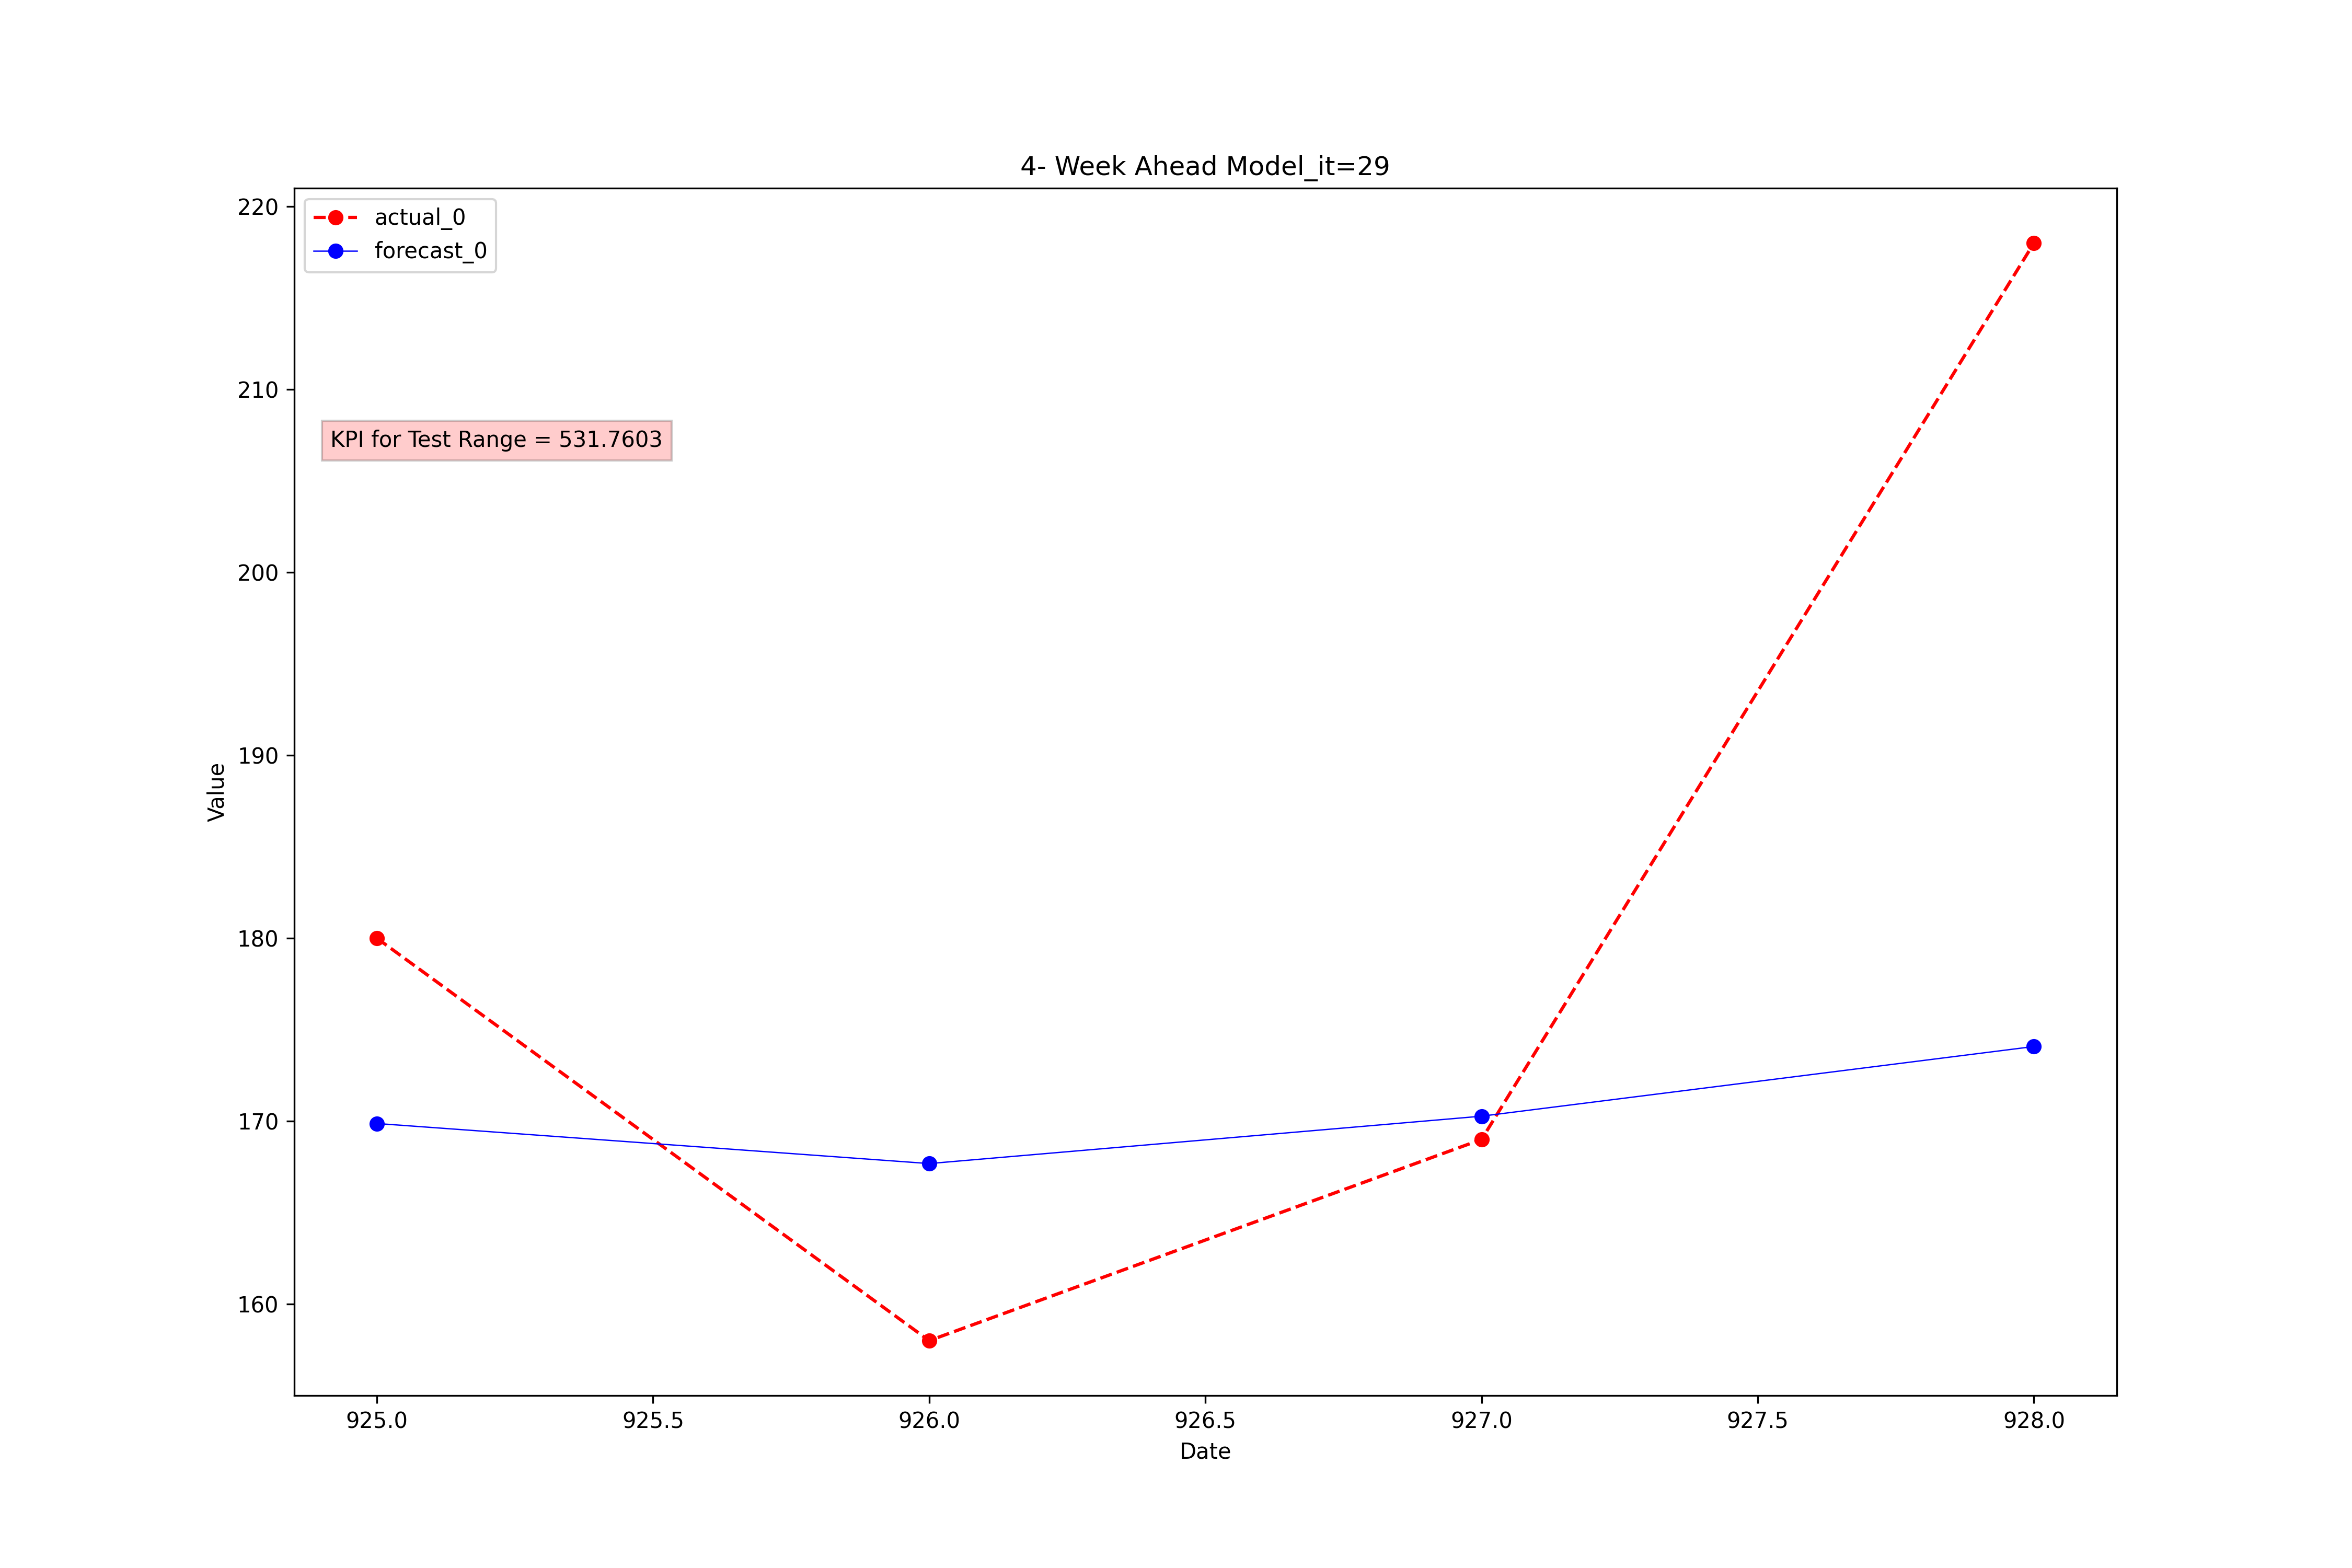 4- Week Ahead Model_it=29
220
actual_0
forecast_0
210
KPI for Test Range = 531.7603
200
190
Value
180
170
160
925.0 925.5 926.0 926.5 927.0 927.5 928.0
Date